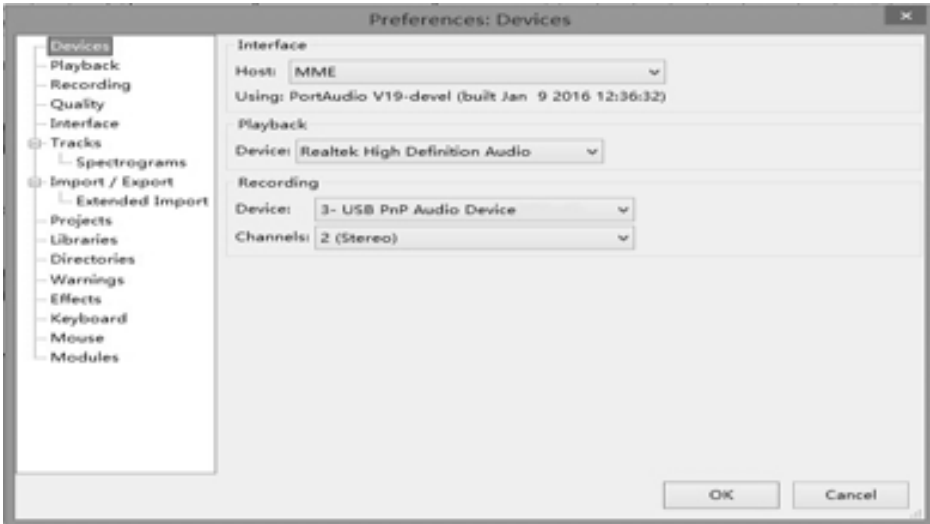 Preferences: Devices
Devices
Playback
Recording
Quality
Interface
Tracks
Spectrograms
Import / Export
Extended Import
Projects
Libraries
Directories
Warnings
Effects
Keyboard
Mouse
Modules
Interface
Host: MME
Using: PortAudio V19-devel (built Jan 9 2016 12:36:32)
Playback
Device: Realtek High Definition Audio
Recording
Device: 3- USB PnP Audio Device
Channels: 2 (Stereo)
OK Cancel